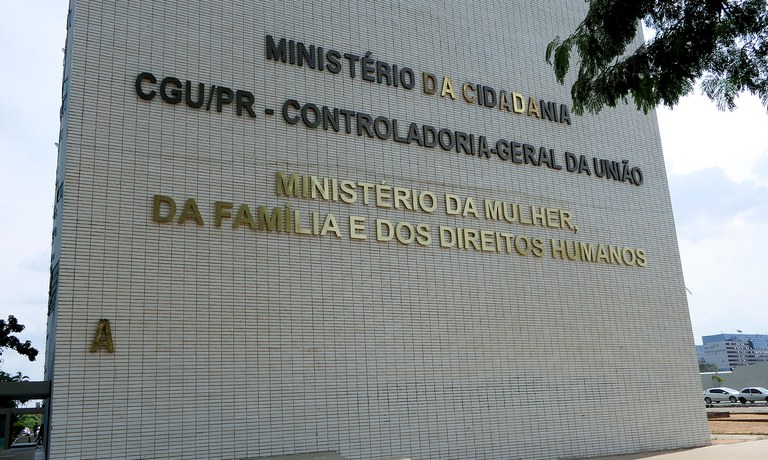 MINISTÉRIO DA CIDADANIA
CGU/PR - CONTROLADORIA-GERAL DA UNIÃO
MINISTÉRIO DA MULHER,
DA FAMÍLIA E DOS DIREITOS HUMANOS
A